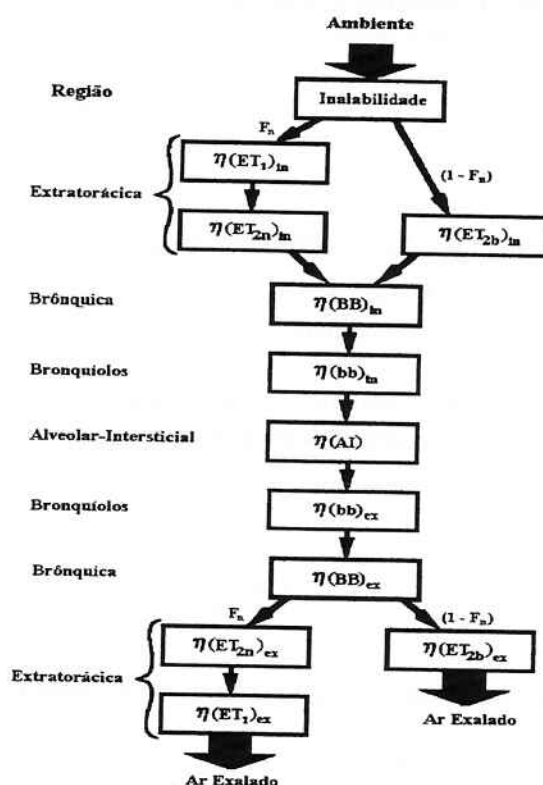 Ambiente
Região
Inalabilidade
Fn
(1 - Fn)
η(ET1)in
Extratorácica
η(ET2n)in
η(ET2b)in
Brônquica
η(BB)in
Bronquíolos
η(bb)in
Alveolar-Intersticial
η(AI)
Bronquíolos
η(bb)ex
Brônquica
η(BB)ex
Fn
(1 - Fn)
η(ET2n)ex
η(ET2b)ex
Extratorácica
η(ET1)ex
Ar Exalado
Ar Exalado